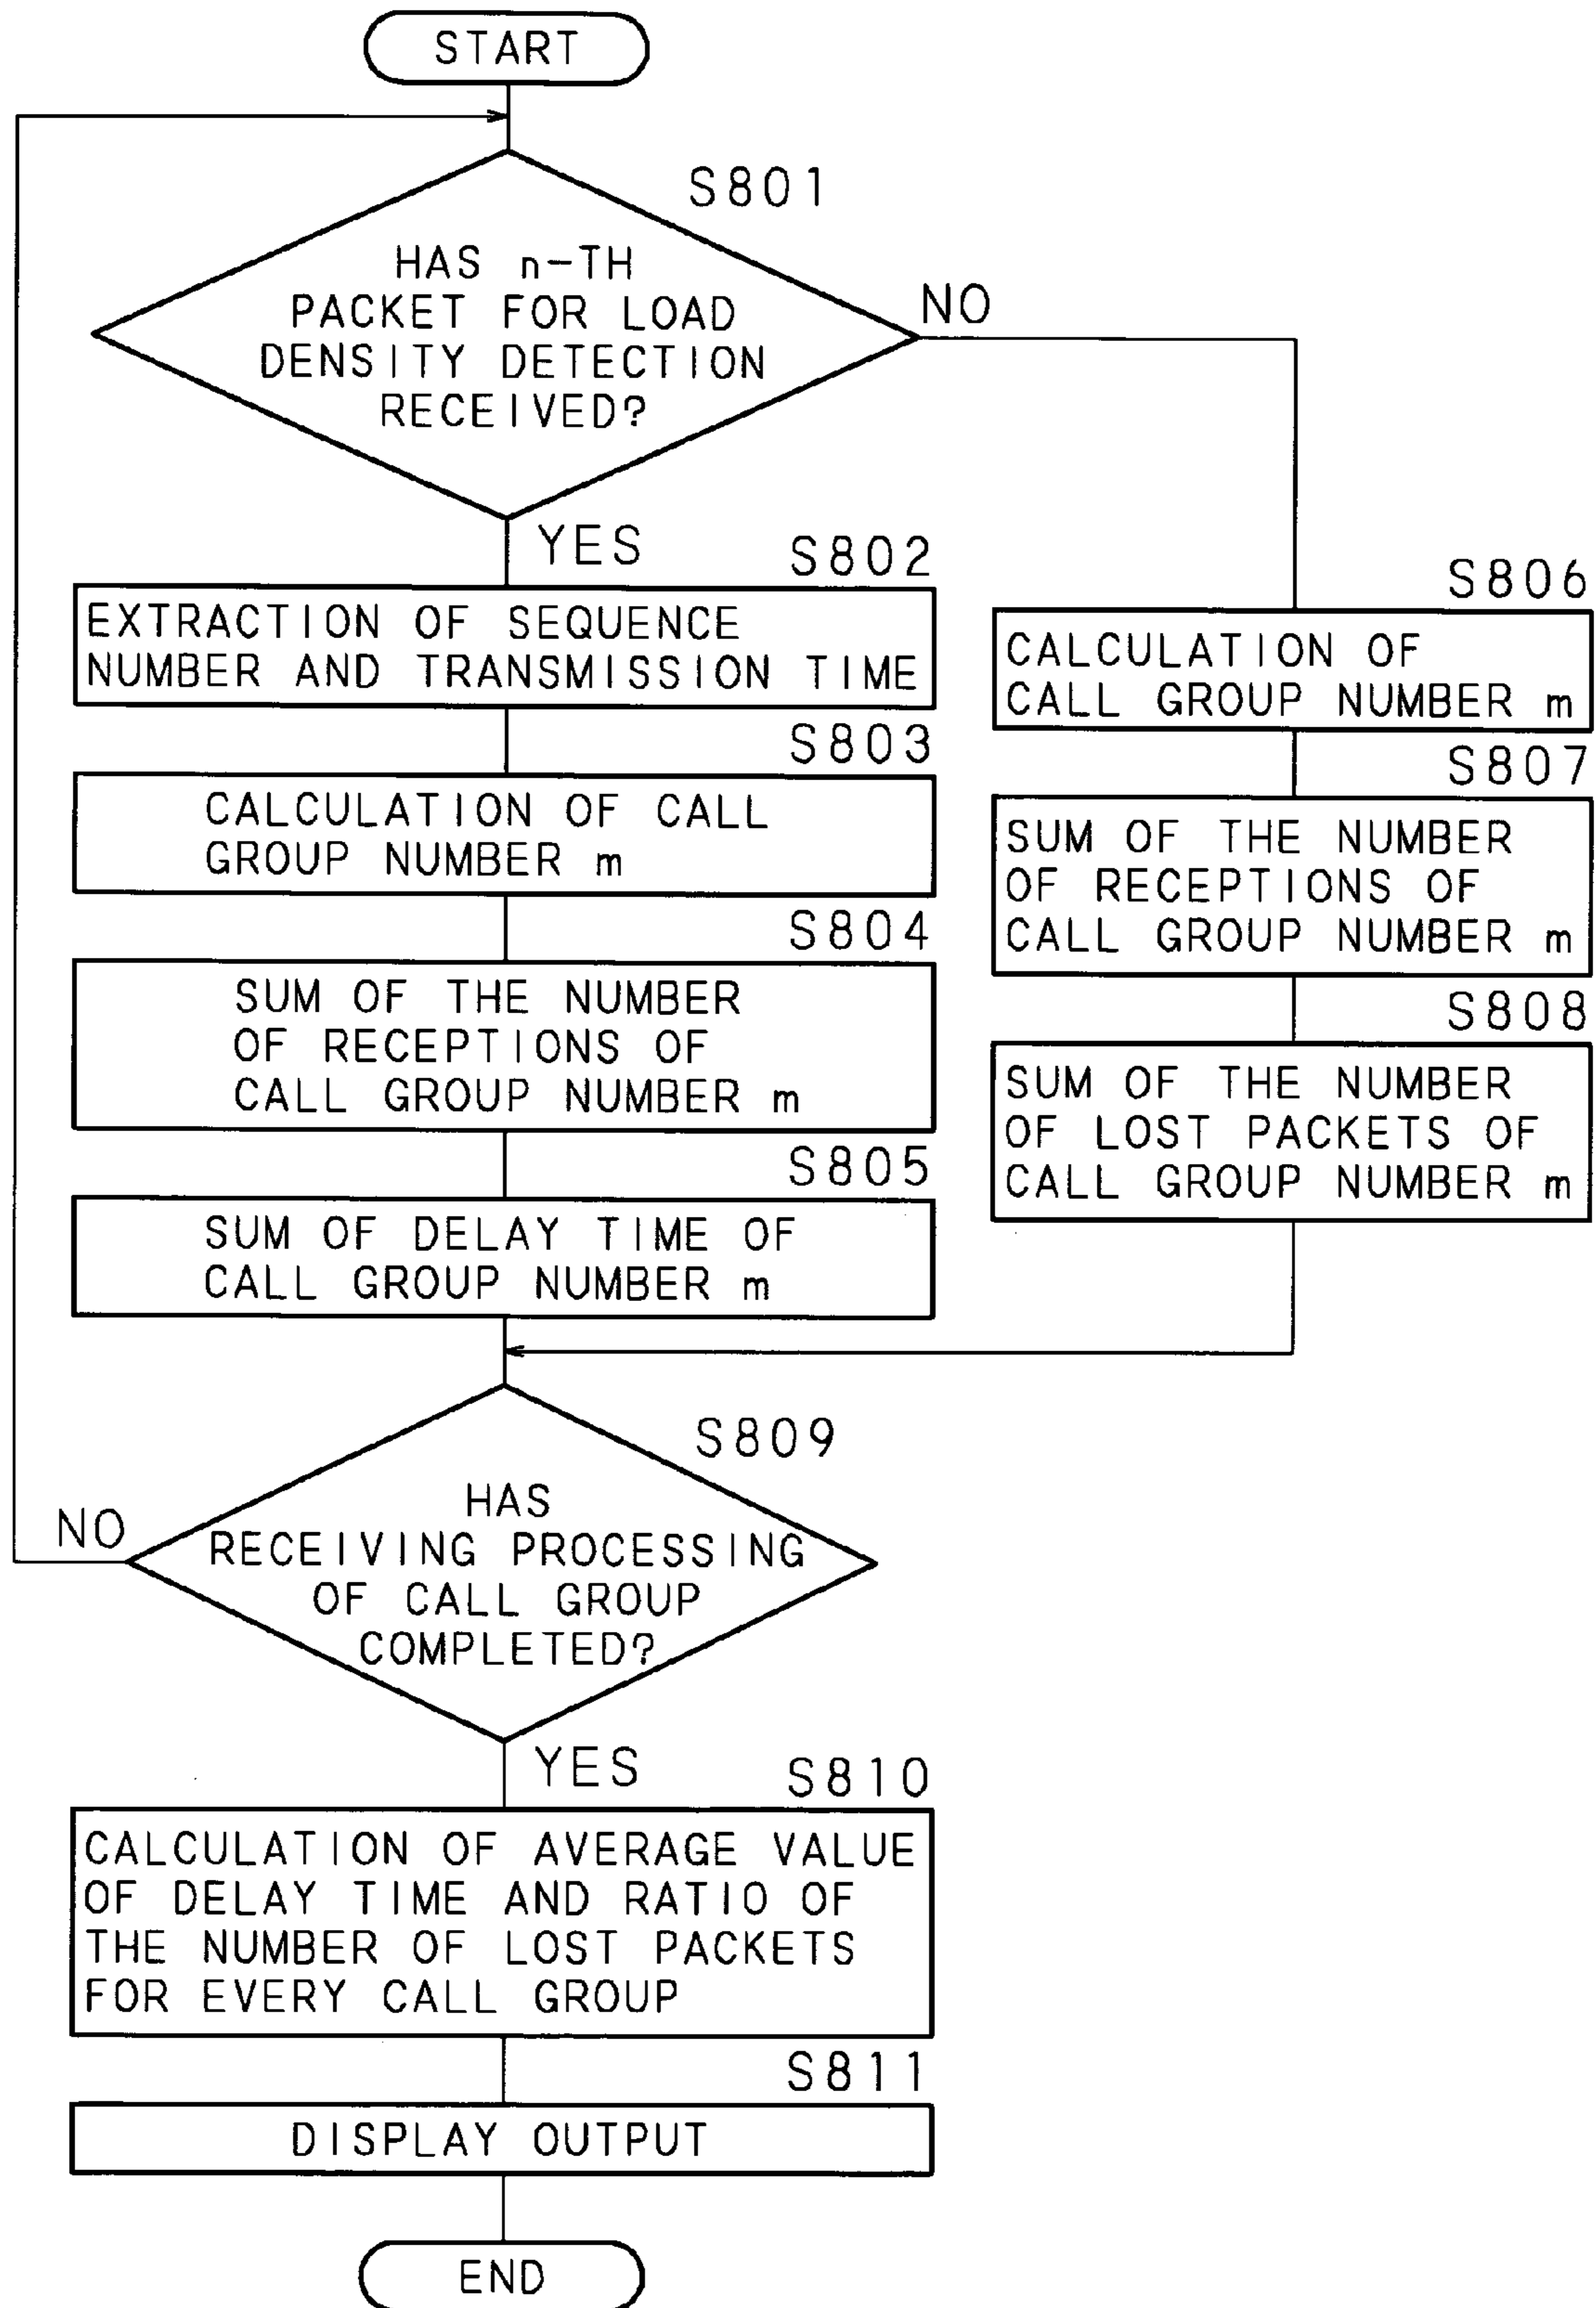 START
S801
HAS n-TH
PACKET FOR LOAD
DENSITY DETECTION
RECEIVED?
NO
YES
S802
EXTRACTION OF SEQUENCE
NUMBER AND TRANSMISSION TIME
S803
CALCULATION OF CALL
GROUP NUMBER m
S804
SUM OF THE NUMBER
OF RECEPTIONS OF
CALL GROUP NUMBER m
S805
SUM OF DELAY TIME OF
CALL GROUP NUMBER m
S806
CALCULATION OF
CALL GROUP NUMBER m
S807
SUM OF THE NUMBER
OF RECEPTIONS OF
CALL GROUP NUMBER m
S808
SUM OF THE NUMBER
OF LOST PACKETS OF
CALL GROUP NUMBER m
S809
HAS
RECEIVING PROCESSING
OF CALL GROUP
COMPLETED?
NO
YES
S810
CALCULATION OF AVERAGE VALUE
OF DELAY TIME AND RATIO OF
THE NUMBER OF LOST PACKETS
FOR EVERY CALL GROUP
S811
DISPLAY OUTPUT
END